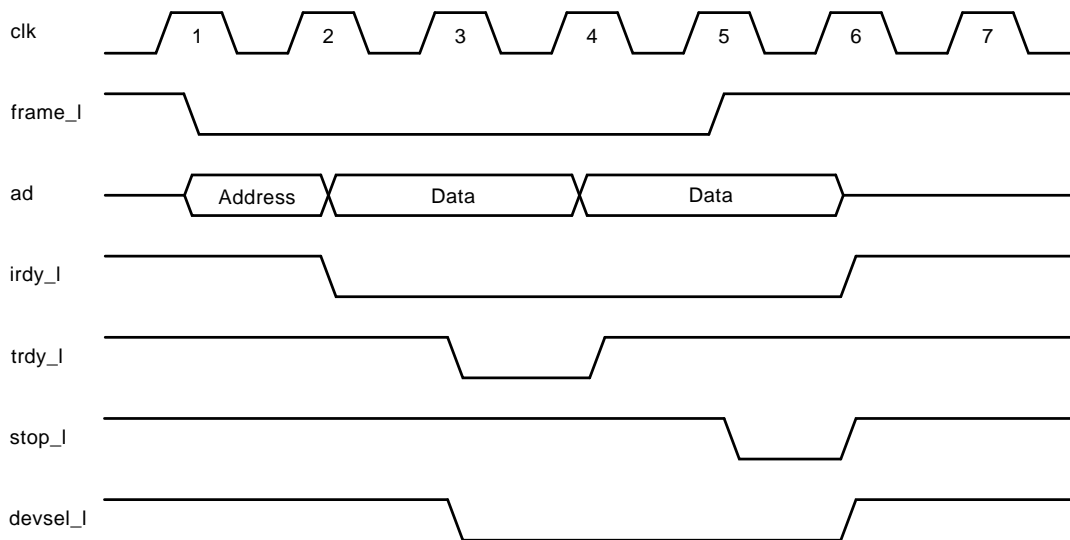 clk 1 2 3 4 5 6 7
frame_l
ad Address Data Data
irdy_l
trdy_l
stop_l
devsel_l